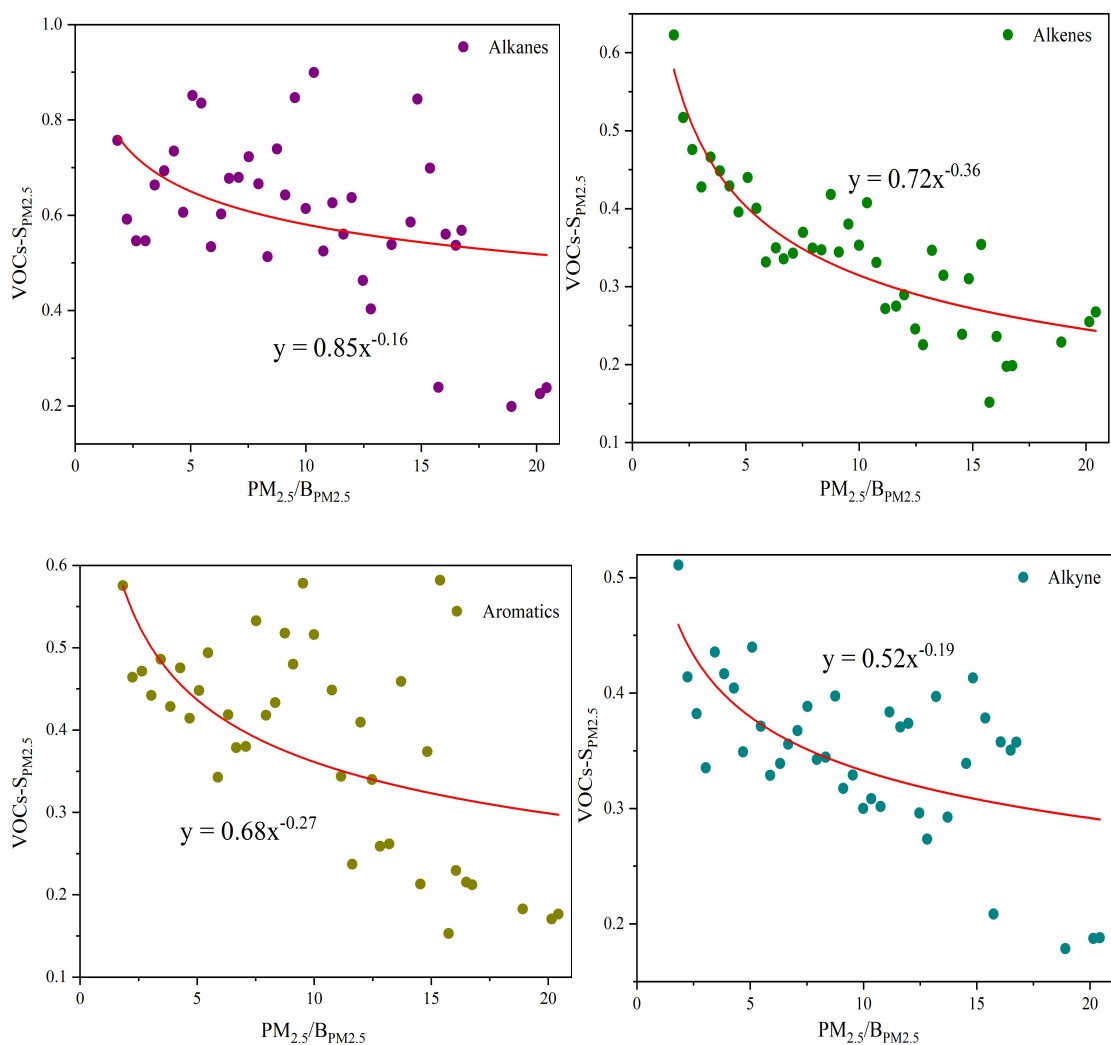 1.0
0.8
0.6
0.4
0.2
VOCs-S_PM2.5
Alkanes
y = 0.85x^-0.16
0 5 10 15 20
PM_2.5/B_PM2.5
0.6
0.5
0.4
0.3
0.2
0.1
VOCs-S_PM2.5
Alkenes
y = 0.72x^-0.36
0 5 10 15 20
PM_2.5/B_PM2.5
0.6
0.5
0.4
0.3
0.2
0.1
VOCs-S_PM2.5
Aromatics
y = 0.68x^-0.27
0 5 10 15 20
PM_2.5/B_PM2.5
0.5
0.4
0.3
0.2
VOCs-S_PM2.5
Alkyne
y = 0.52x^-0.19
0 5 10 15 20
PM_2.5/B_PM2.5